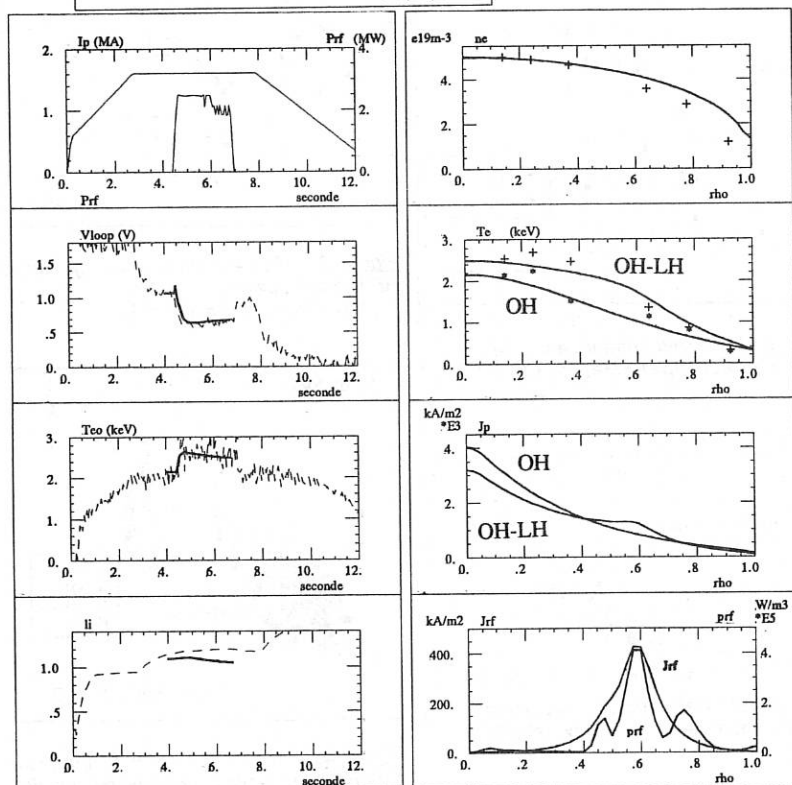 Ip (MA) Prf (MW)
2. 4.
1. 2.
0. 0.
0. 2. 4. 6. 8. 10. 12.
Prf seconde
Vloop (V)
1.5
1.0
.5
0.
0. 2. 4. 6. 8. 10. 12.
seconde
Teo (keV)
3.
2.
1.
0.
0. 2. 4. 6. 8. 10. 12.
seconde
li
1.0
.5
0.
0. 2. 4. 6. 8. 10. 12.
seconde
e19m-3 ne
4.
2.
0.
0. .2 .4 .6 .8 1.0
rho
Te (keV)
3.
2.
1.
0.
OH-LH
OH
0. .2 .4 .6 .8 1.0
rho
kA/m2
*E3 Jp
4.
2.
0.
OH
OH-LH
0. .2 .4 .6 .8 1.0
rho
kA/m2 Jrf prf W/m3
*E5
400. 4.
200. 2.
0. 0.
Jrf
prf
0. .2 .4 .6 .8 1.0
rho